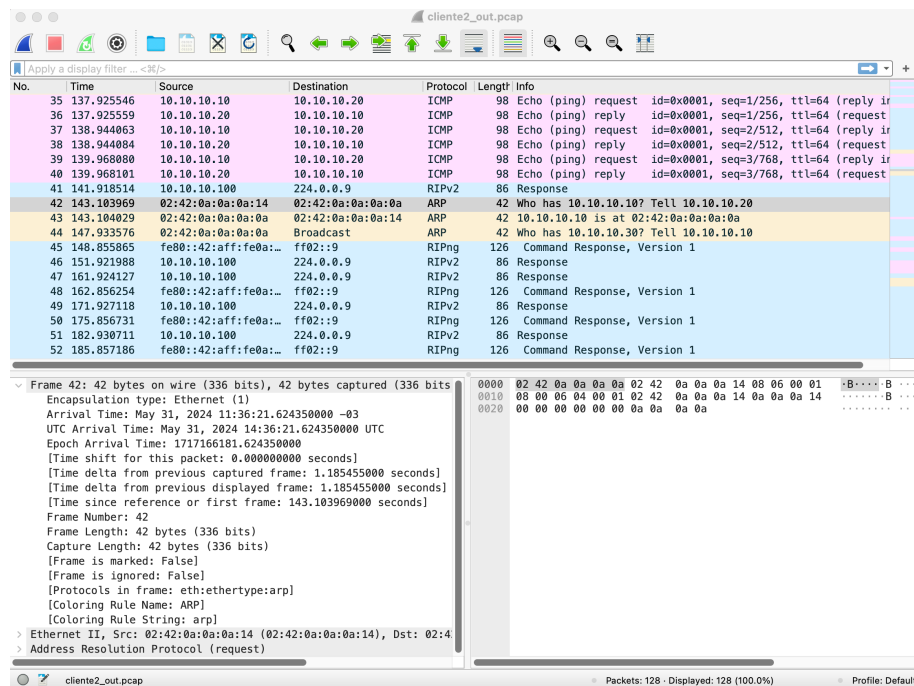 cliente2_out.pcap
Apply a display filter ... <⌘/>
No. Time Source Destination Protocol Length Info
35 137.925546 10.10.10.10 10.10.10.20 ICMP 98 Echo (ping) request id=0x0001, seq=1/256, ttl=64 (reply in
36 137.925559 10.10.10.20 10.10.10.10 ICMP 98 Echo (ping) reply id=0x0001, seq=1/256, ttl=64 (request
37 138.944063 10.10.10.10 10.10.10.20 ICMP 98 Echo (ping) request id=0x0001, seq=2/512, ttl=64 (reply in
38 138.944084 10.10.10.20 10.10.10.10 ICMP 98 Echo (ping) reply id=0x0001, seq=2/512, ttl=64 (request
39 139.968080 10.10.10.10 10.10.10.20 ICMP 98 Echo (ping) request id=0x0001, seq=3/768, ttl=64 (reply in
40 139.968101 10.10.10.20 10.10.10.10 ICMP 98 Echo (ping) reply id=0x0001, seq=3/768, ttl=64 (request
41 141.918514 10.10.10.100 224.0.0.9 RIPv2 86 Response
42 143.103969 02:42:0a:0a:0a:14 02:42:0a:0a:0a:0a ARP 42 Who has 10.10.10.10? Tell 10.10.10.20
43 143.104029 02:42:0a:0a:0a:0a 02:42:0a:0a:0a:14 ARP 42 10.10.10.10 is at 02:42:0a:0a:0a:0a
44 147.933576 02:42:0a:0a:0a:0a Broadcast ARP 42 Who has 10.10.10.30? Tell 10.10.10.10
45 148.855865 fe80::42:aff:fe0a:… ff02::9 RIPng 126 Command Response, Version 1
46 151.921988 10.10.10.100 224.0.0.9 RIPv2 86 Response
47 161.924127 10.10.10.100 224.0.0.9 RIPv2 86 Response
48 162.856254 fe80::42:aff:fe0a:… ff02::9 RIPng 126 Command Response, Version 1
49 171.927118 10.10.10.100 224.0.0.9 RIPv2 86 Response
50 175.856731 fe80::42:aff:fe0a:… ff02::9 RIPng 126 Command Response, Version 1
51 182.930711 10.10.10.100 224.0.0.9 RIPv2 86 Response
52 185.857186 fe80::42:aff:fe0a:… ff02::9 RIPng 126 Command Response, Version 1
Frame 42: 42 bytes on wire (336 bits), 42 bytes captured (336 bits
Encapsulation type: Ethernet (1)
Arrival Time: May 31, 2024 11:36:21.624350000 -03
UTC Arrival Time: May 31, 2024 14:36:21.624350000 UTC
Epoch Arrival Time: 1717166181.624350000
[Time shift for this packet: 0.000000000 seconds]
[Time delta from previous captured frame: 1.185455000 seconds]
[Time delta from previous displayed frame: 1.185455000 seconds]
[Time since reference or first frame: 143.103969000 seconds]
Frame Number: 42
Frame Length: 42 bytes (336 bits)
Capture Length: 42 bytes (336 bits)
[Frame is marked: False]
[Frame is ignored: False]
[Protocols in frame: eth:ethertype:arp]
[Coloring Rule Name: ARP]
[Coloring Rule String: arp]
Ethernet II, Src: 02:42:0a:0a:0a:14 (02:42:0a:0a:0a:14), Dst: 02:42
Address Resolution Protocol (request)
0000 02 42 0a 0a 0a 0a 02 42 0a 0a 0a 14 08 06 00 01 ·B·····B ··
0010 08 00 06 04 00 01 02 42 0a 0a 0a 14 0a 0a 0a 14 ·······B ···
0020 00 00 00 00 00 00 0a 0a 0a 0a ········ ··
cliente2_out.pcap
Packets: 128 · Displayed: 128 (100.0%)
Profile: Default